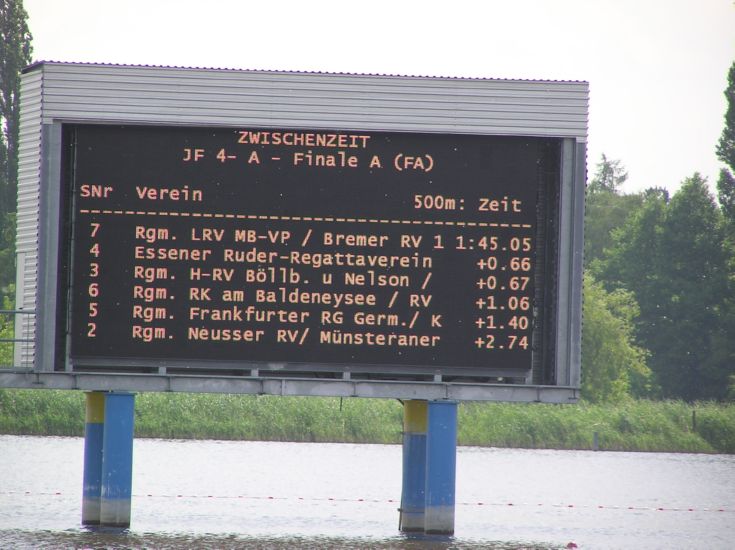 ZWISCHENZEIT
JF 4- A - Finale A (FA)
SNr Verein 500m: Zeit
7 Rgm. LRV MB-VP / Bremer RV 1 1:45.05
4 Essener Ruder-Regattaverein +0.66
3 Rgm. H-RV Böllb. u Nelson / +0.67
6 Rgm. RK am Baldeneysee / RV +1.06
5 Rgm. Frankfurter RG Germ./ K +1.40
2 Rgm. Neusser RV/ Münsteraner +2.74